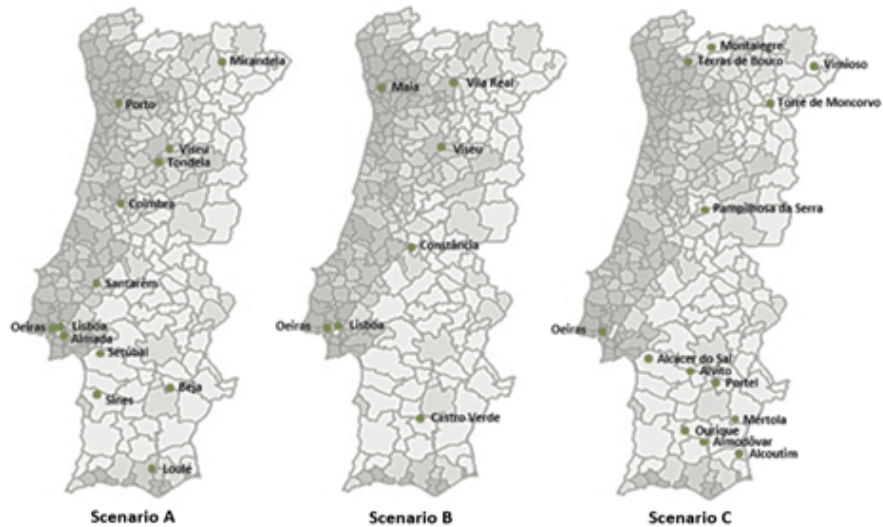 Mirandela
Porto
Viseu
Tondela
Coimbra
Santarém
Oeiras
Lisboa
Almada
Setúbal
Beja
Sines
Loulé
Scenario A
Maia
Vila Real
Viseu
Constância
Oeiras
Lisboa
Castro Verde
Scenario B
Montalegre
Terras de Bouro
Vimioso
Torre de Moncorvo
Pampilhosa da Serra
Oeiras
Alcácer do Sal
Alvito
Portel
Mértola
Ourique
Almodôvar
Alcoutim
Scenario C